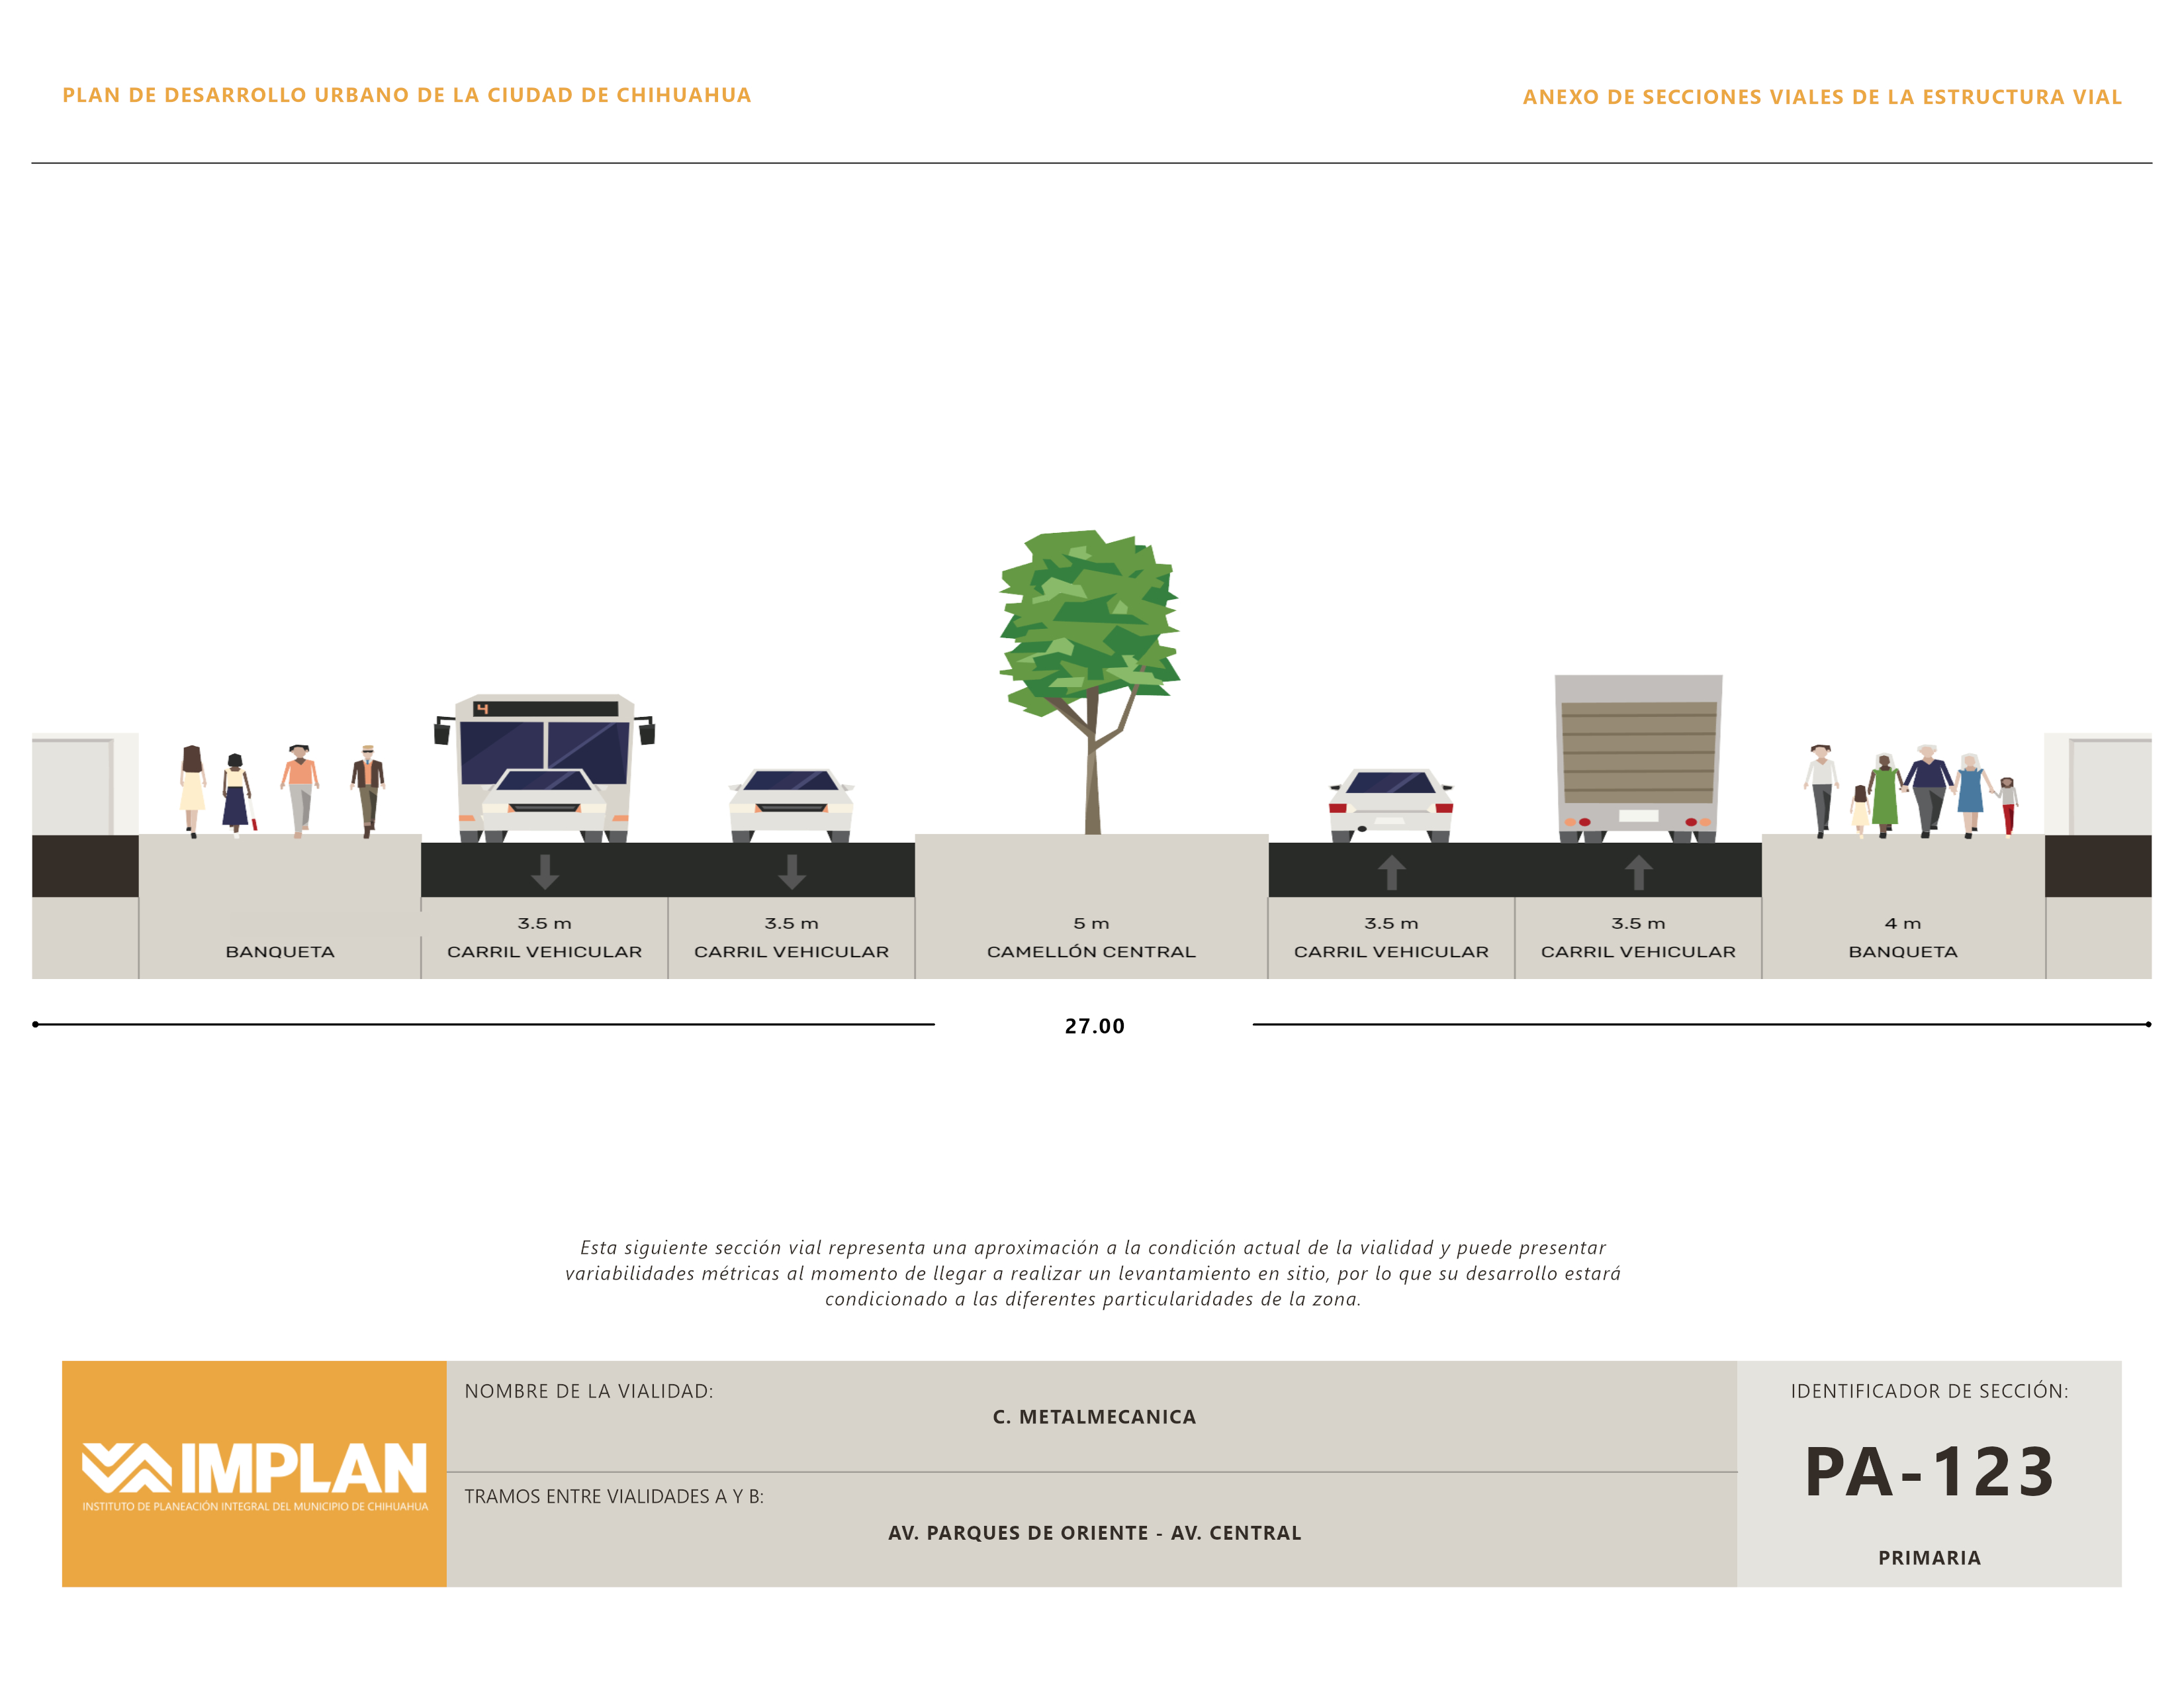 PLAN DE DESARROLLO URBANO DE LA CIUDAD DE CHIHUAHUA
ANEXO DE SECCIONES VIALES DE LA ESTRUCTURA VIAL
4
3.5 m
3.5 m
5 m
3.5 m
3.5 m
4 m
BANQUETA
CARRIL VEHICULAR
CARRIL VEHICULAR
CAMELLÓN CENTRAL
CARRIL VEHICULAR
CARRIL VEHICULAR
BANQUETA
27.00
Esta siguiente sección vial representa una aproximación a la condición actual de la vialidad y puede presentar
variabilidades métricas al momento de llegar a realizar un levantamiento en sitio, por lo que su desarrollo estará
condicionado a las diferentes particularidades de la zona.
IMPLAN
INSTITUTO DE PLANEACIÓN INTEGRAL DEL MUNICIPIO DE CHIHUAHUA
NOMBRE DE LA VIALIDAD:
C. METALMECANICA
TRAMOS ENTRE VIALIDADES A Y B:
AV. PARQUES DE ORIENTE - AV. CENTRAL
IDENTIFICADOR DE SECCIÓN:
PA-123
PRIMARIA